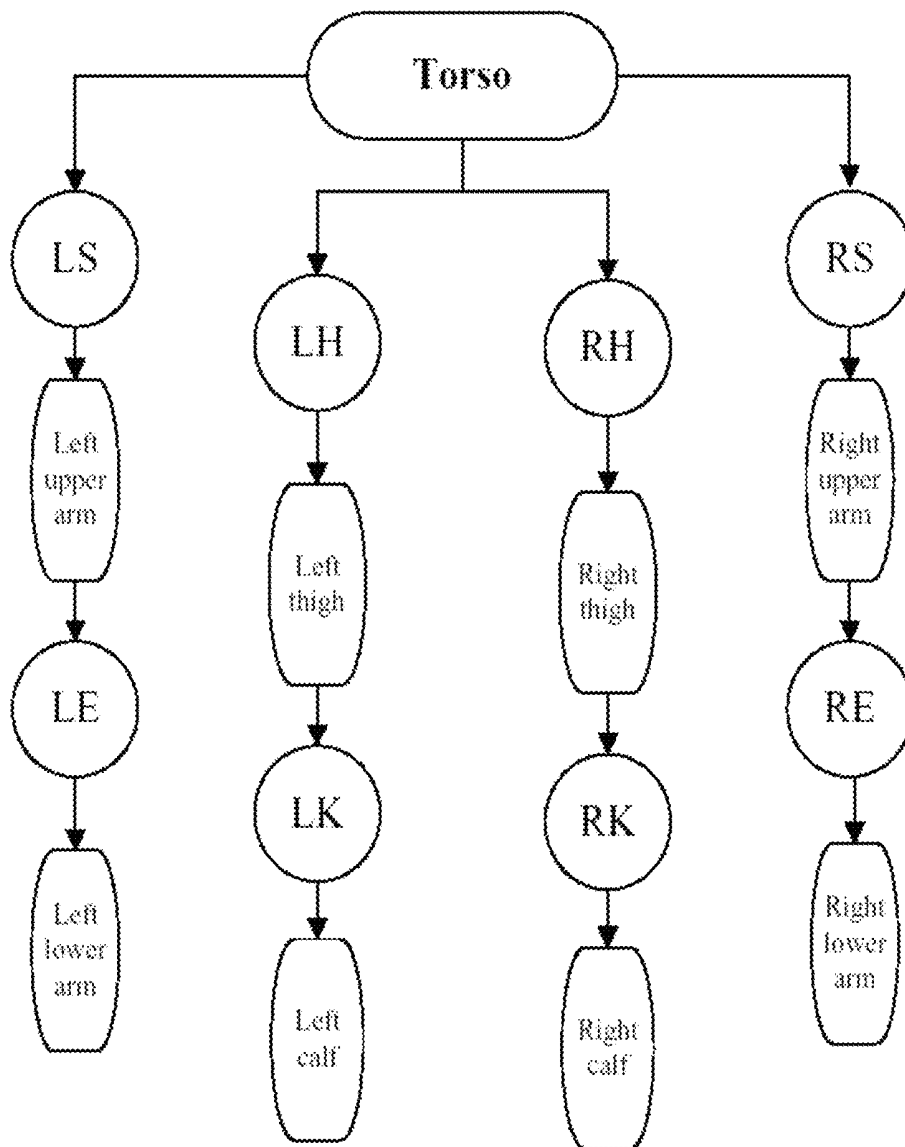 Torso
LS
RS
LH
RH
Left
upper
arm
Right
upper
arm
Left
thigh
Right
thigh
LE
RE
LK
RK
Left
lower
arm
Right
lower
arm
Left
calf
Right
calf